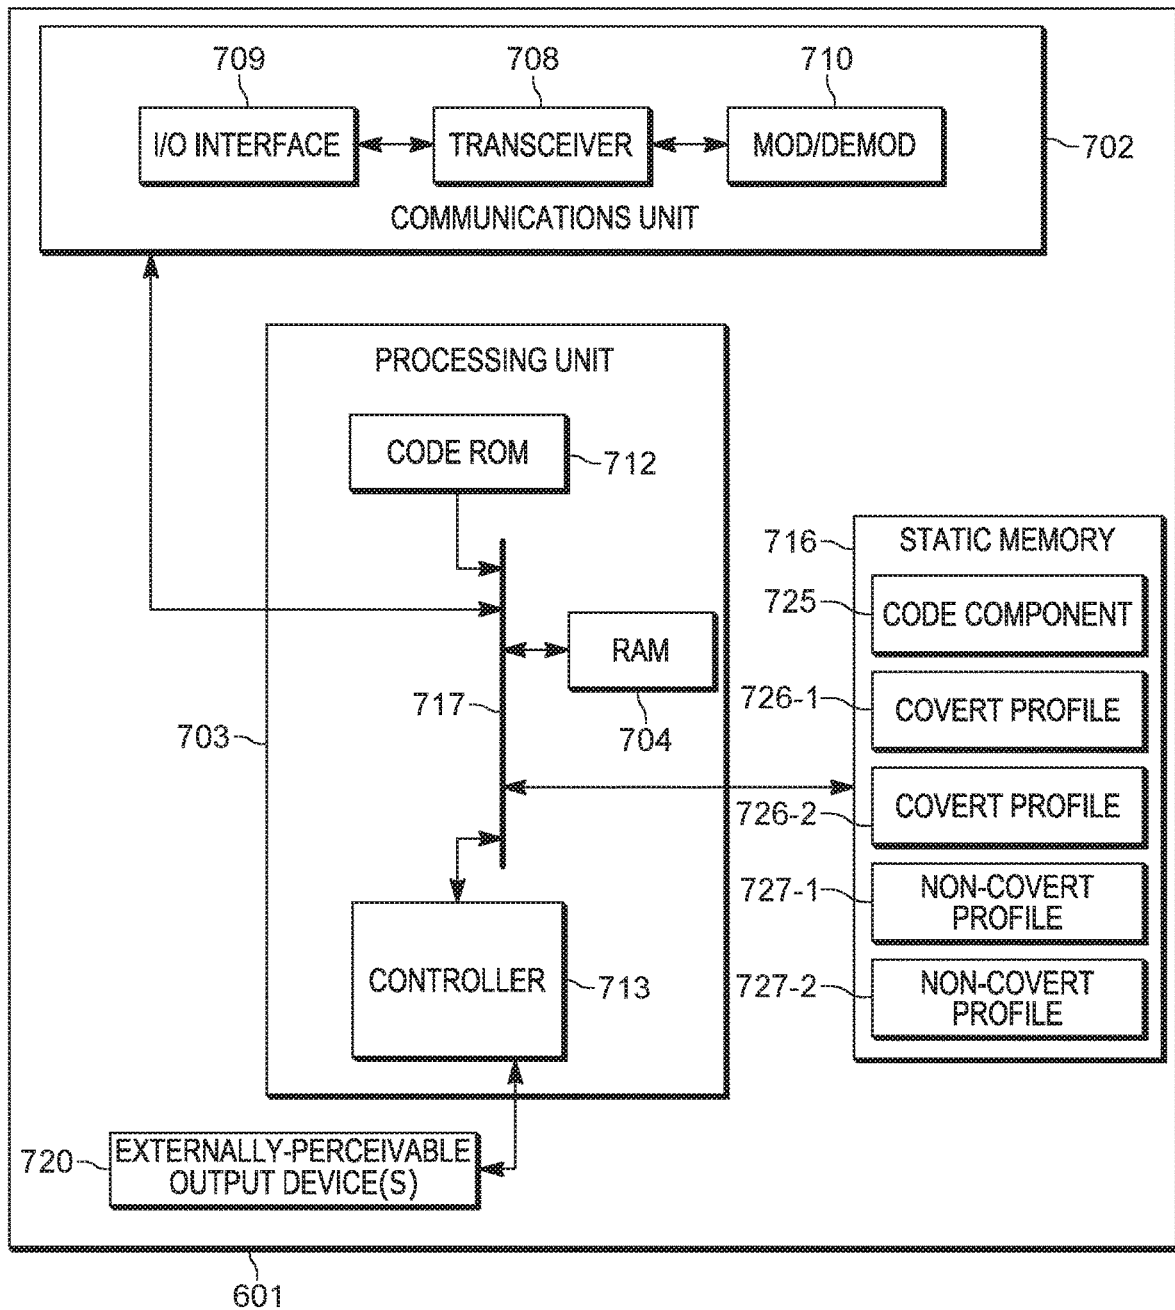 709
708
710
I/O INTERFACE
TRANSCEIVER
MOD/DEMOD
702
COMMUNICATIONS UNIT
PROCESSING UNIT
CODE ROM
712
716
STATIC MEMORY
725
CODE COMPONENT
RAM
726-1
COVERT PROFILE
717
703
704
726-2
COVERT PROFILE
727-1
NON-COVERT
PROFILE
CONTROLLER
713
727-2
NON-COVERT
PROFILE
720
EXTERNALLY-PERCEIVABLE
OUTPUT DEVICE(S)
601